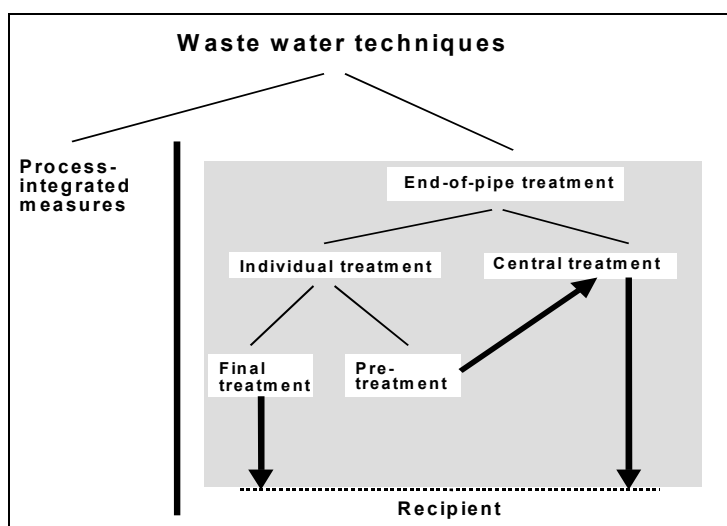 Waste water techniques
Process-
integrated
measures
End-of-pipe treatment
Individual treatment
Central treatment
Final
treatment
Pre-
treatment
Recipient